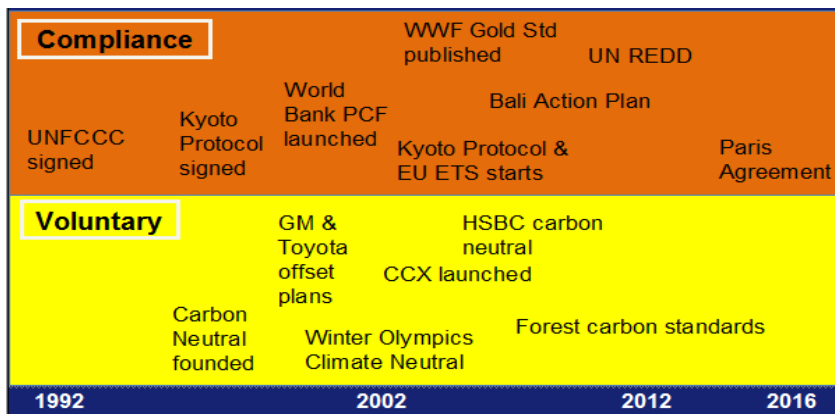 Compliance
WWF Gold Std
published
UN REDD
World
Bank PCF
launched
Bali Action Plan
Kyoto
Protocol
signed
UNFCCC
signed
Kyoto Protocol &
EU ETS starts
Paris
Agreement
Voluntary
GM &
Toyota
offset
plans
HSBC carbon
neutral
CCX launched
Carbon
Neutral
founded
Winter Olympics
Climate Neutral
Forest carbon standards
1992
2002
2012
2016